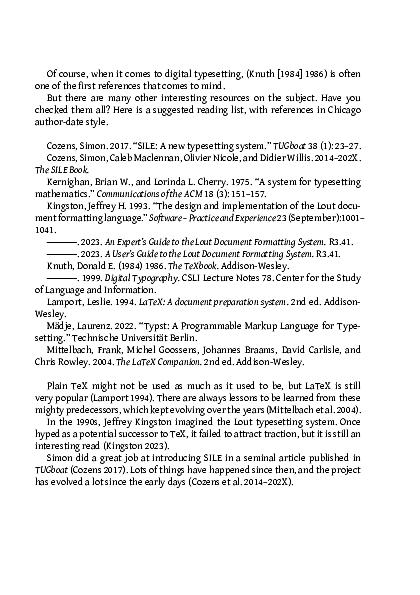 Of course, when it comes to digital typesetting, (Knuth [1984] 1986) is often
one of the first references that comes to mind.
But there are many other interesting resources on the subject. Have you
checked them all? Here is a suggested reading list, with references in Chicago
author-date style.
Cozens, Simon. 2017. “SILE: A new typesetting system.” TUGboat 38 (1): 23–27.
Cozens, Simon, Caleb Maclennan, Olivier Nicole, and Didier Willis. 2014–202X.
The SILE Book.
Kernighan, Brian W., and Lorinda L. Cherry. 1975. “A system for typesetting
mathematics.” Communications of the ACM 18 (3): 151–157.
Kingston, Jeffrey H. 1993. “The design and implementation of the Lout docu-
ment formatting language.” Software – Practice and Experience 23 (September):1001–
1041.
———. 2023. An Expert’s Guide to the Lout Document Formatting System. R3.41.
———. 2023. A User’s Guide to the Lout Document Formatting System. R3.41.
Knuth, Donald E. (1984) 1986. The TeXbook. Addison-Wesley.
———. 1999. Digital Typography. CSLI Lecture Notes 78. Center for the Study
of Language and Information.
Lamport, Leslie. 1994. LaTeX: A document preparation system. 2nd ed. Addison-
Wesley.
Mädje, Laurenz. 2022. “Typst: A Programmable Markup Language for Type-
setting.” Technische Universität Berlin.
Mittelbach, Frank, Michel Goossens, Johannes Braams, David Carlisle, and
Chris Rowley. 2004. The LaTeX Companion. 2nd ed. Addison-Wesley.
Plain TeX might not be used as much as it used to be, but LaTeX is still
very popular (Lamport 1994). There are always lessons to be learned from these
mighty predecessors, which kept evolving over the years (Mittelbach et al. 2004).
In the 1990s, Jeffrey Kingston imagined the Lout typesetting system. Once
hyped as a potential successor to TeX, it failed to attract traction, but it is still an
interesting read (Kingston 2023).
Simon did a great job at introducing SILE in a seminal article published in
TUGboat (Cozens 2017). Lots of things have happened since then, and the project
has evolved a lot since the early days (Cozens et al. 2014–202X).